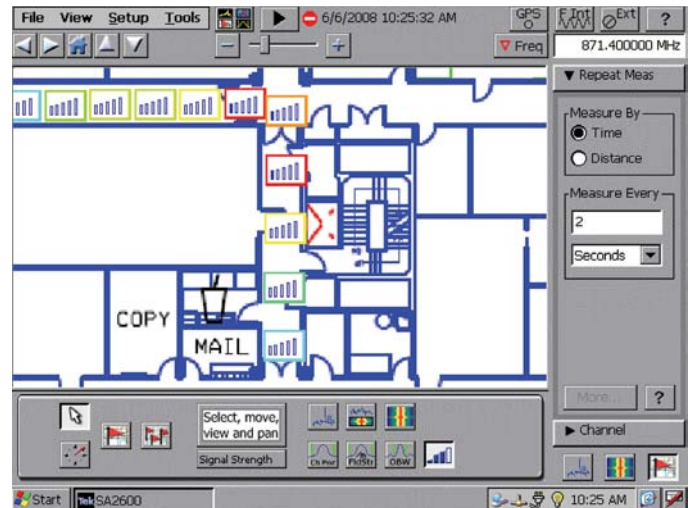 File View Setup Tools
6/6/2008 10:25:32 AM
GPS
F Int
Ext
?
Freq
871.400000 MHz
Repeat Meas
Measure By
Time
Distance
Measure Every
2
Seconds
COPY
MAIL
Select, move,
view and pan
Signal Strength
Ch Pwr
FldStr
OBW
More...
?
Channel
Start
Tek SA2600
10:25 AM